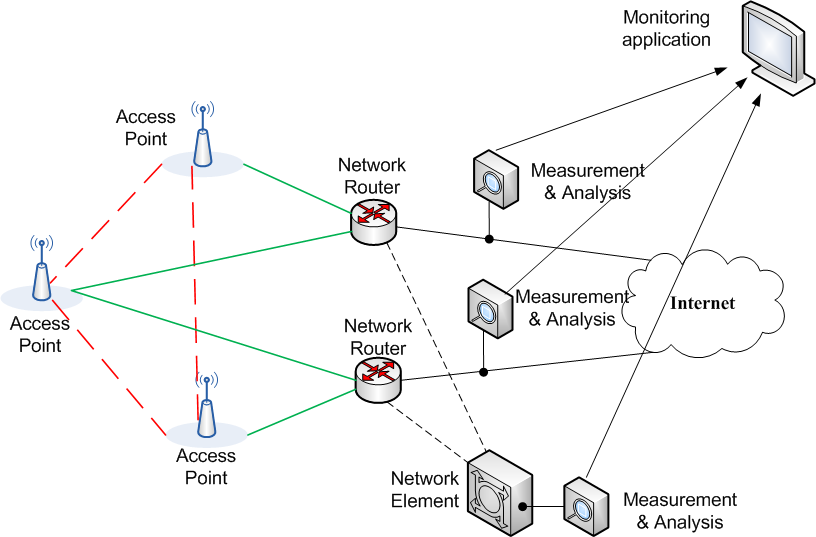 Monitoring
application
Access
Point
Network
Router
Measurement
& Analysis
Access
Point
Measurement
& Analysis
Internet
Network
Router
Access
Point
Network
Element
Measurement
& Analysis